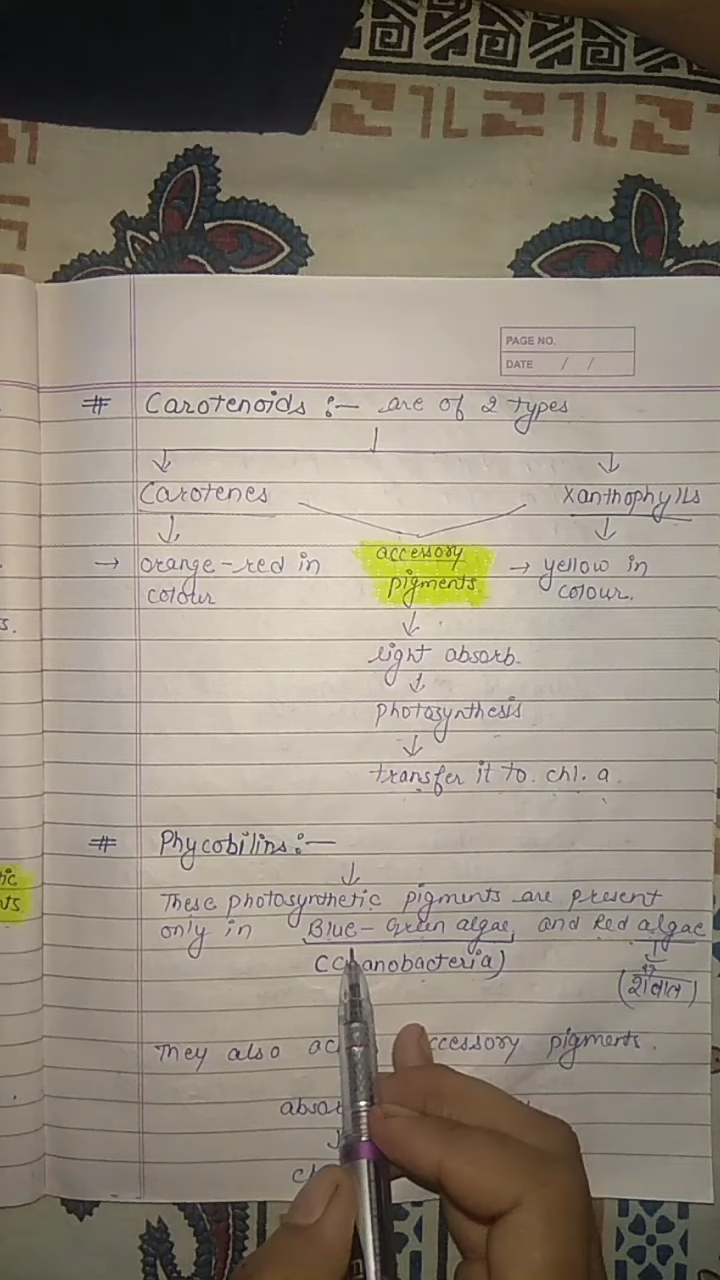 PAGE NO.
DATE / /
# Carotenoids :— are of 2 types
Carotenes
Xanthophylls
→ orange-red in colour
accessory pigments
→ yellow in colour.
light absorb.
photosynthesis
transfer it to chl. a.
# Phycobilins :—
These photosynthetic pigments are present
only in Blue-Green algae, and Red algae
(शैवाल)
They also pigments.